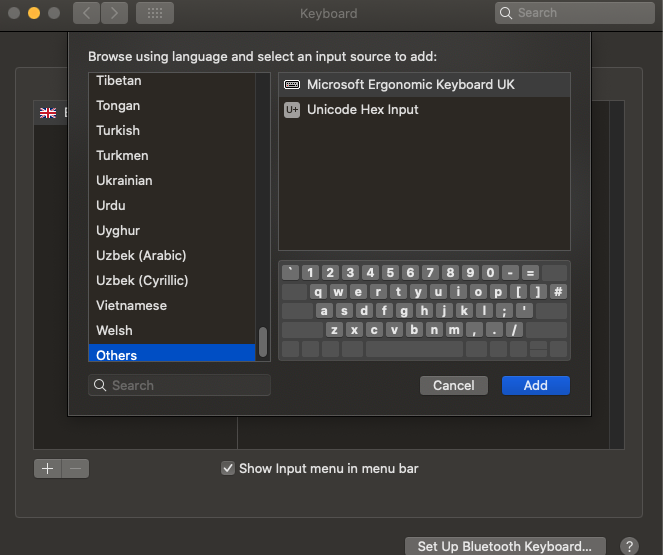 Keyboard
Search
Browse using language and select an input source to add:
Tibetan
Tongan
Turkish
Turkmen
Ukrainian
Urdu
Uyghur
Uzbek (Arabic)
Uzbek (Cyrillic)
Vietnamese
Welsh
Others
Search
Microsoft Ergonomic Keyboard UK
U+ Unicode Hex Input
` 1 2 3 4 5 6 7 8 9 0 - =
q w e r t y u i o p [ ] #
a s d f g h j k l ; '
z x c v b n m , . /
Cancel
Add
Show Input menu in menu bar
Set Up Bluetooth Keyboard...
?